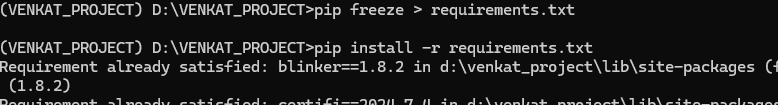 (VENKAT_PROJECT) D:\VENKAT_PROJECT>pip freeze > requirements.txt
(VENKAT_PROJECT) D:\VENKAT_PROJECT>pip install -r requirements.txt
Requirement already satisfied: blinker==1.8.2 in d:\venkat_project\lib\site-packages (f
(1.8.2)
Requirement already satisfied: certifi==2024.7.4 in d:\venkat_project\lib\site-packages